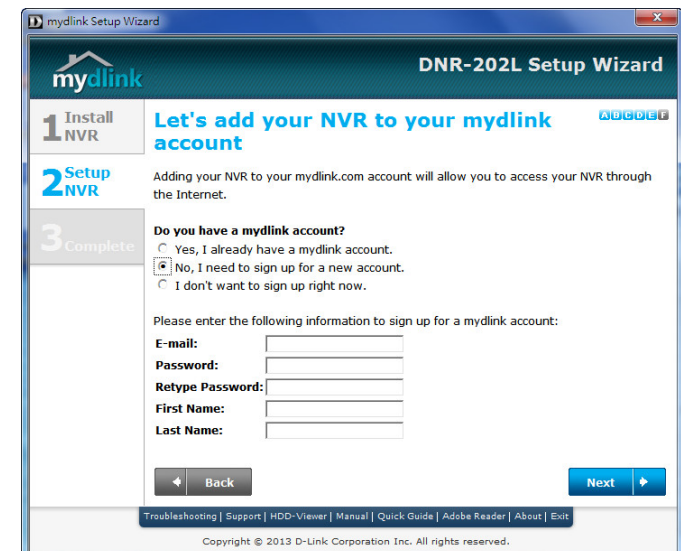 mydlink Setup Wizard
mydlink
DNR-202L Setup Wizard
1 Install NVR
2 Setup NVR
3 Complete
Let's add your NVR to your mydlink
account
A B C D E F
Adding your NVR to your mydlink.com account will allow you to access your NVR through
the Internet.
Do you have a mydlink account?
Yes, I already have a mydlink account.
No, I need to sign up for a new account.
I don't want to sign up right now.
Please enter the following information to sign up for a mydlink account:
E-mail:
Password:
Retype Password:
First Name:
Last Name:
Back
Next
Troubleshooting | Support | HDD-Viewer | Manual | Quick Guide | Adobe Reader | About | Exit
Copyright © 2013 D-Link Corporation Inc. All rights reserved.